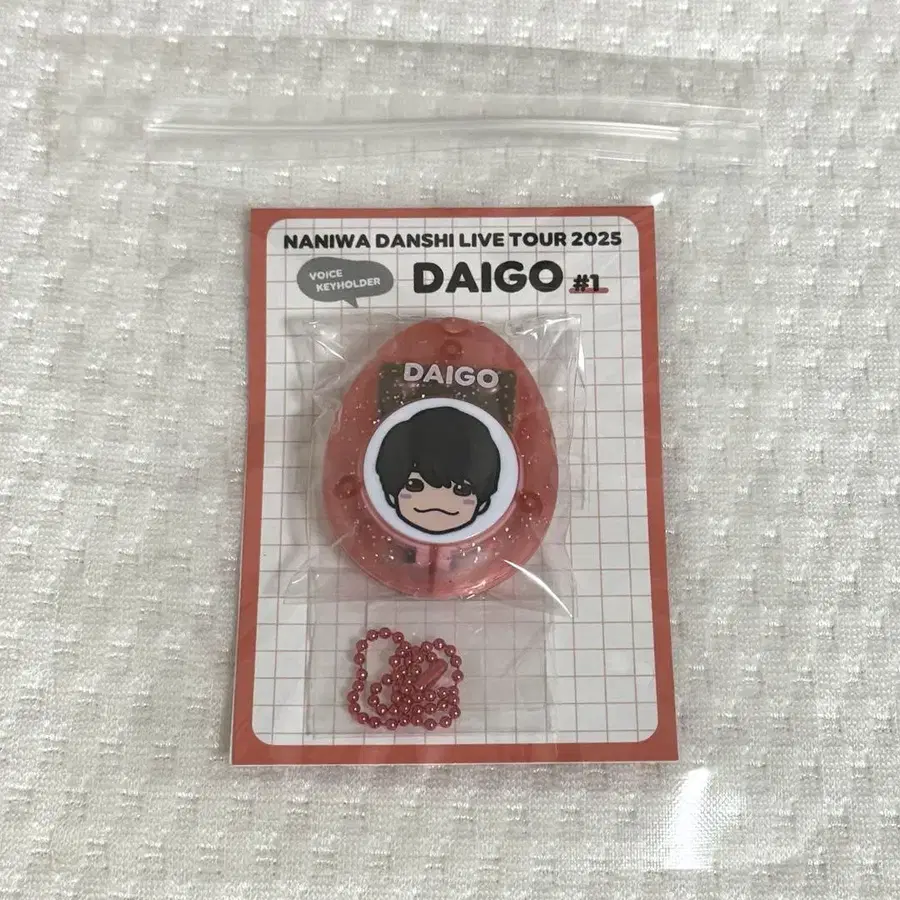 NANIWA DANSHI LIVE TOUR 2025
VOICE
KEYHOLDER
DAIGO #1
DAIGO